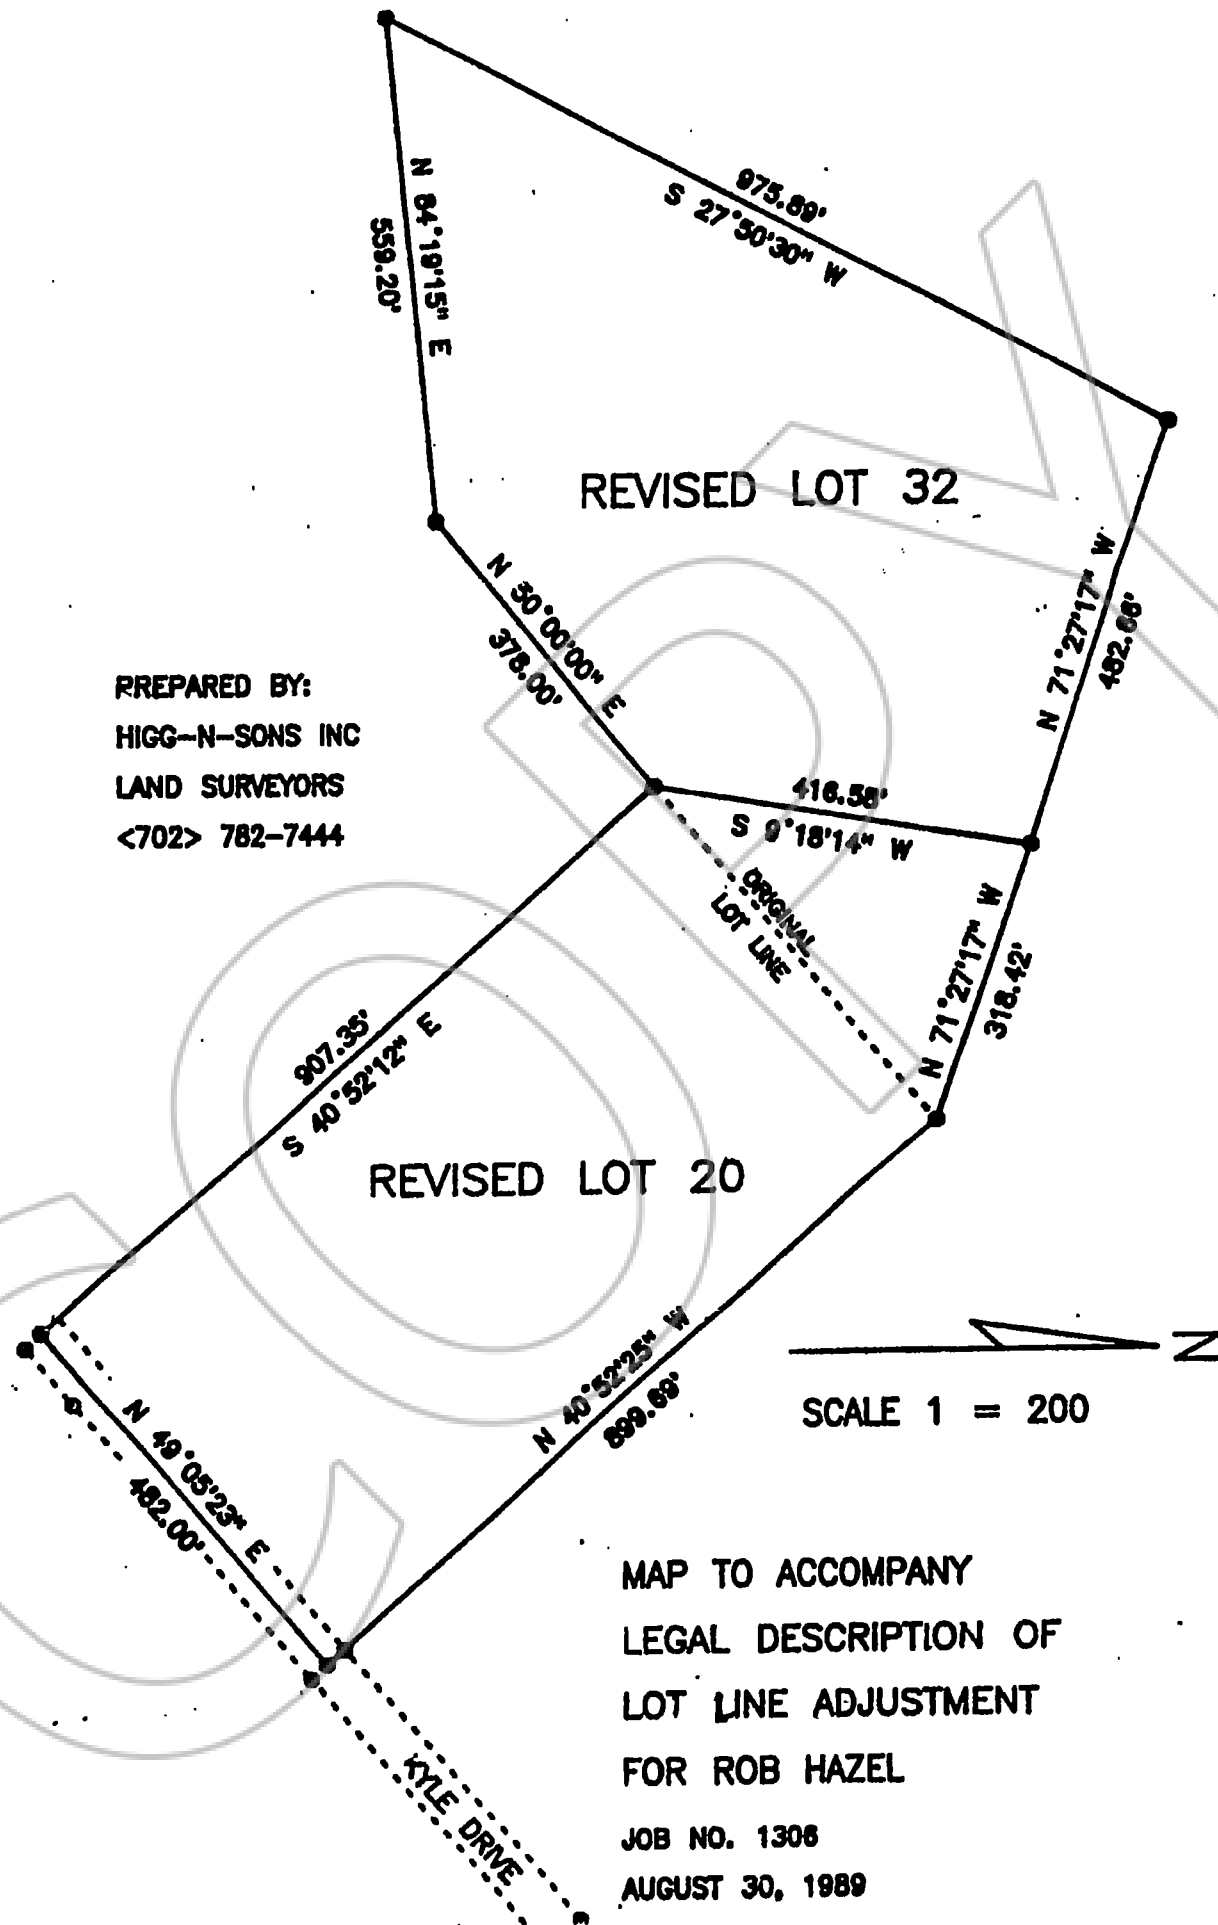 975.89'
S 27°50'30" W
N 84°19'15" E
559.20'
REVISED LOT 32
N 50°00'00" E
378.00'
N 71°27'17" W
482.66'
PREPARED BY:
HIGG-N-SONS INC
LAND SURVEYORS
<702> 782-7444
416.58'
S 9°18'14" W
ORIGINAL
LOT LINE
N 71°27'17" W
318.42'
907.35'
S 40°52'12" E
REVISED LOT 20
N 40°52'25" W
899.69'
N
SCALE 1 = 200
N 49°05'23" E
482.00'
KYLE DRIVE
MAP TO ACCOMPANY
LEGAL DESCRIPTION OF
LOT LINE ADJUSTMENT
FOR ROB HAZEL
JOB NO. 1306
AUGUST 30, 1989
COPY